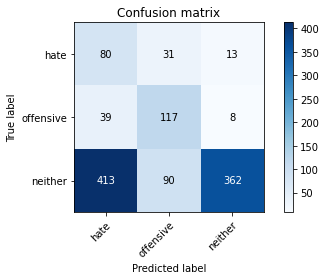 Confusion matrix
True label
hate 80 31 13
offensive 39 117 8
neither 413 90 362
hate offensive neither
Predicted label
400
350
300
250
200
150
100
50